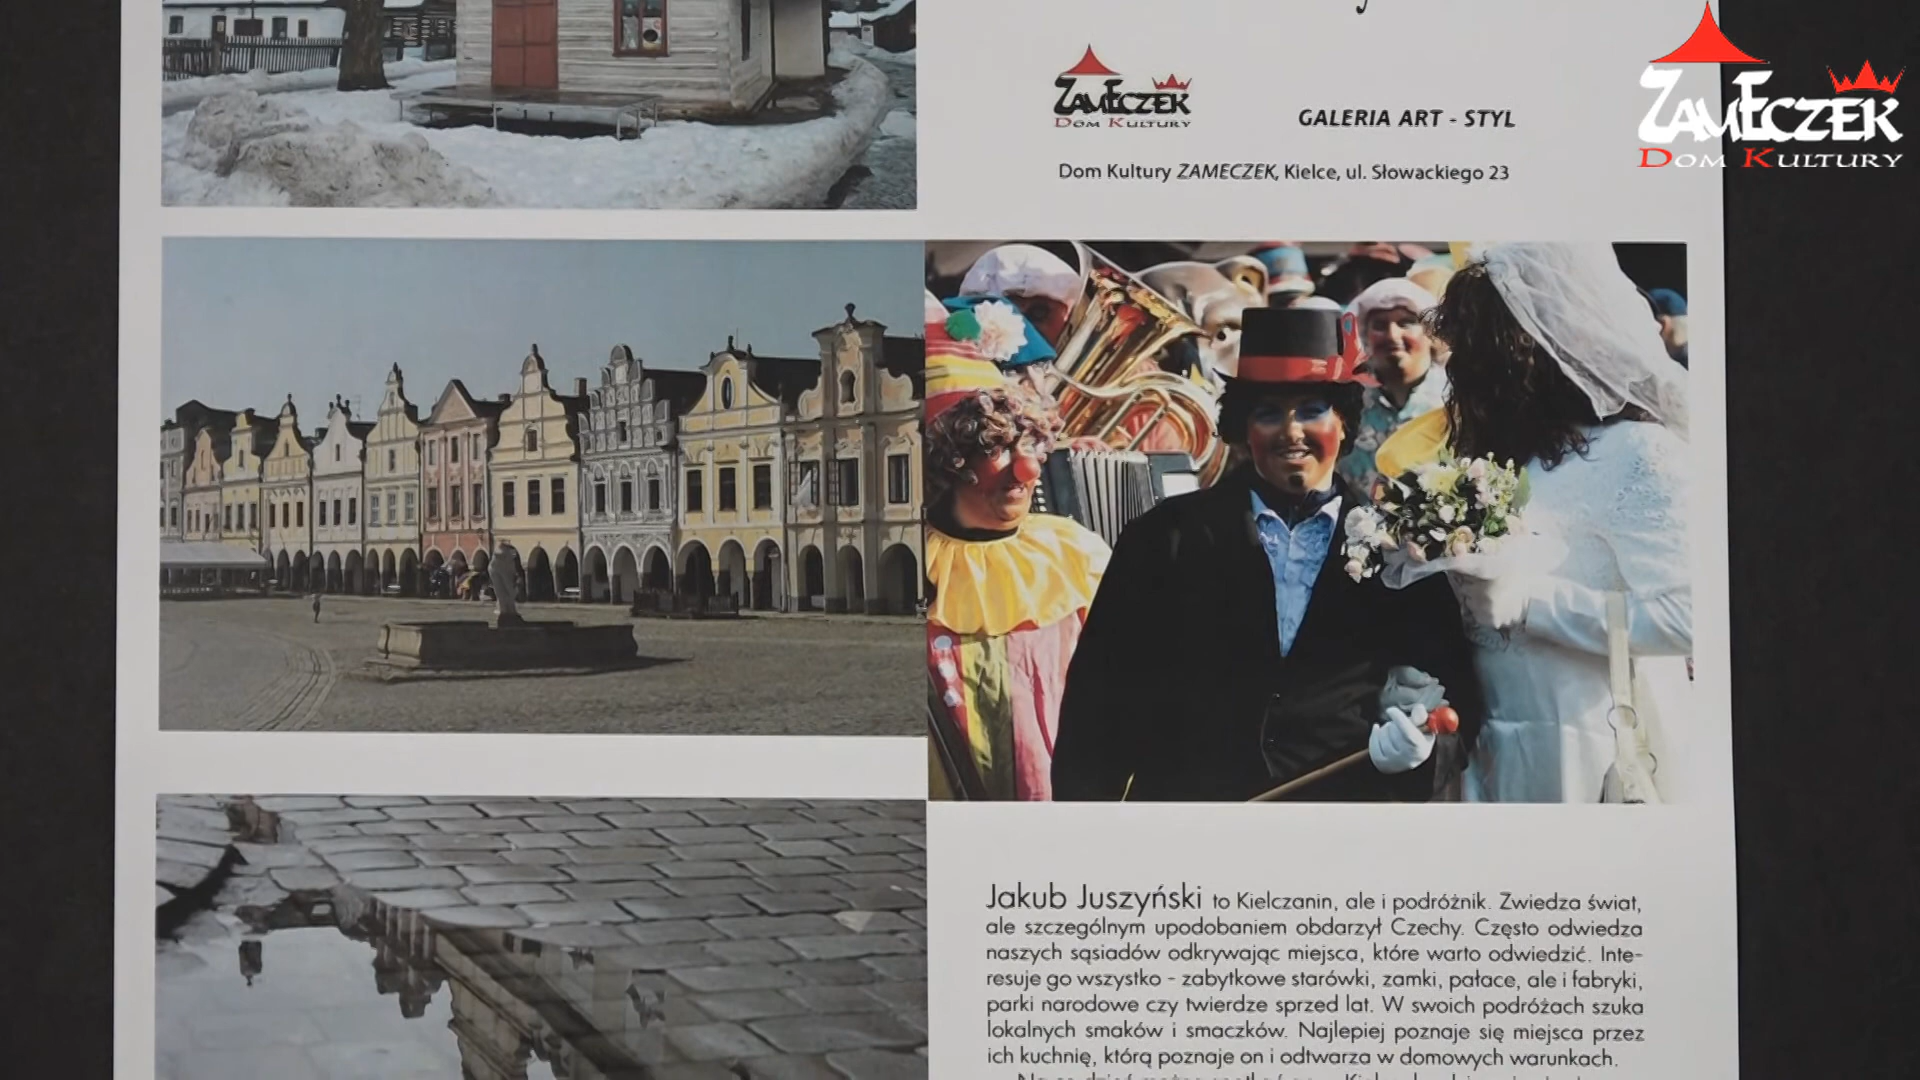 ZAMECZEK
DOM KULTURY
GALERIA ART - STYL
Dom Kultury ZAMECZEK, Kielce, ul. Słowackiego 23
ZAMECZEK
DOM KULTURY
Jakub Juszyński to Kielczanin, ale i podróżnik. Zwiedza świat,
ale szczególnym upodobaniem obdarzył Czechy. Często odwiedza
naszych sąsiadów odkrywając miejsca, które warto odwiedzić. Inte-
resuje go wszystko - zabytkowe starówki, zamki, pałace, ale i fabryki,
parki narodowe czy twierdze sprzed lat. W swoich podróżach szuka
lokalnych smaków i smaczków. Najlepiej poznaje się miejsca przez
ich kuchnię, którą poznaje on i odtwarza w domowych warunkach.